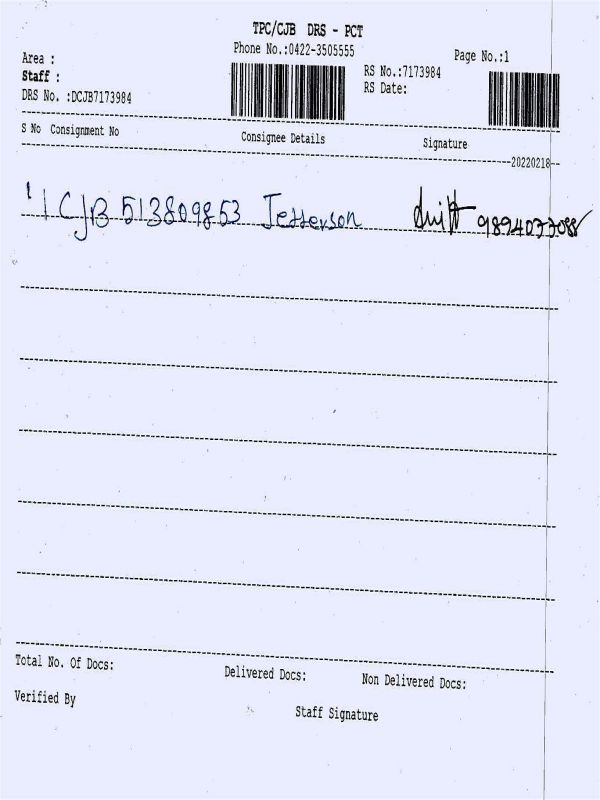 TPC/CJB DRS - PCT
Phone No.:0422-3505555
Page No.:1
Area :
RS No.:7173984
Staff :
RS Date:
DRS No. :DCJB7173984
S No Consignment No Consignee Details Signature
20220218
1 CJB 513809853 Jefferson 9894077088
Total No. Of Docs: Delivered Docs: Non Delivered Docs:
Verified By Staff Signature